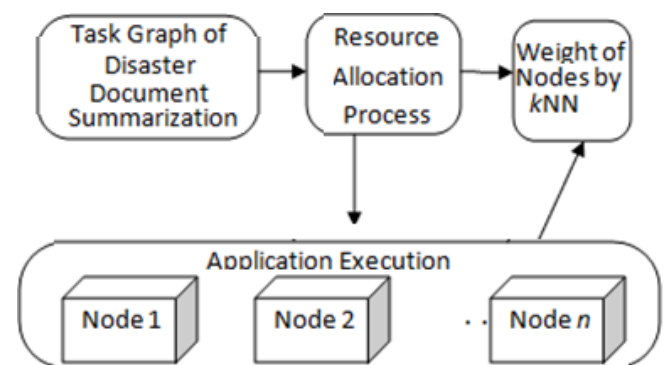 Task Graph of
Disaster
Document
Summarization
Resource
Allocation
Process
Weight of
Nodes by
kNN
Application Execution
Node 1
Node 2
. .
Node n